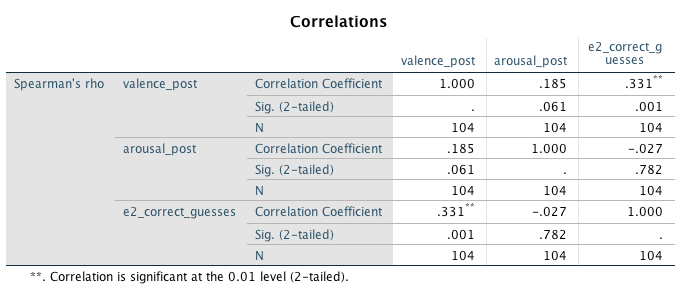 Correlations
valence_post arousal_post e2_correct_g
uesses
Spearman's rho valence_post Correlation Coefficient 1.000 .185 .331**
Sig. (2-tailed) . .061 .001
N 104 104 104
arousal_post Correlation Coefficient .185 1.000 -.027
Sig. (2-tailed) .061 . .782
N 104 104 104
e2_correct_guesses Correlation Coefficient .331** -.027 1.000
Sig. (2-tailed) .001 .782 .
N 104 104 104
**. Correlation is significant at the 0.01 level (2-tailed).